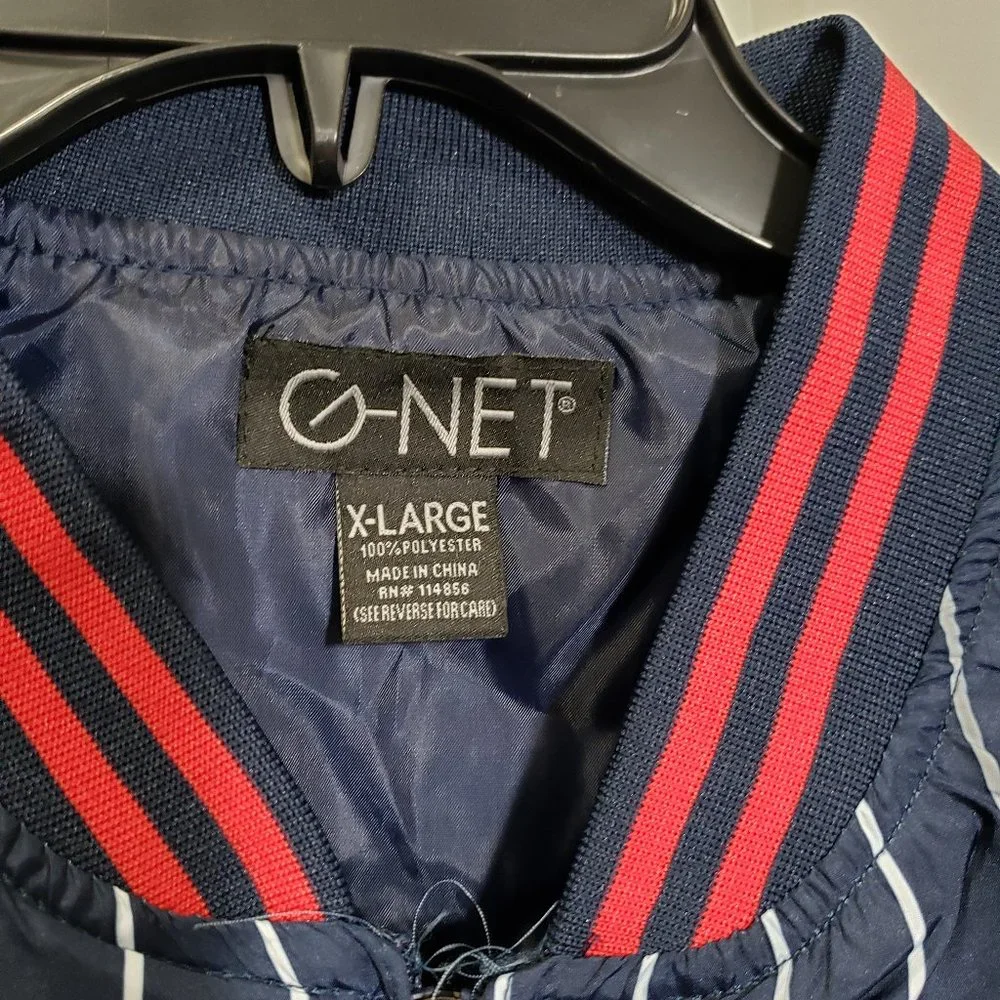 G-NET®
X-LARGE
100% POLYESTER
MADE IN CHINA
RN# 114856
(SEE REVERSE FOR CARE)